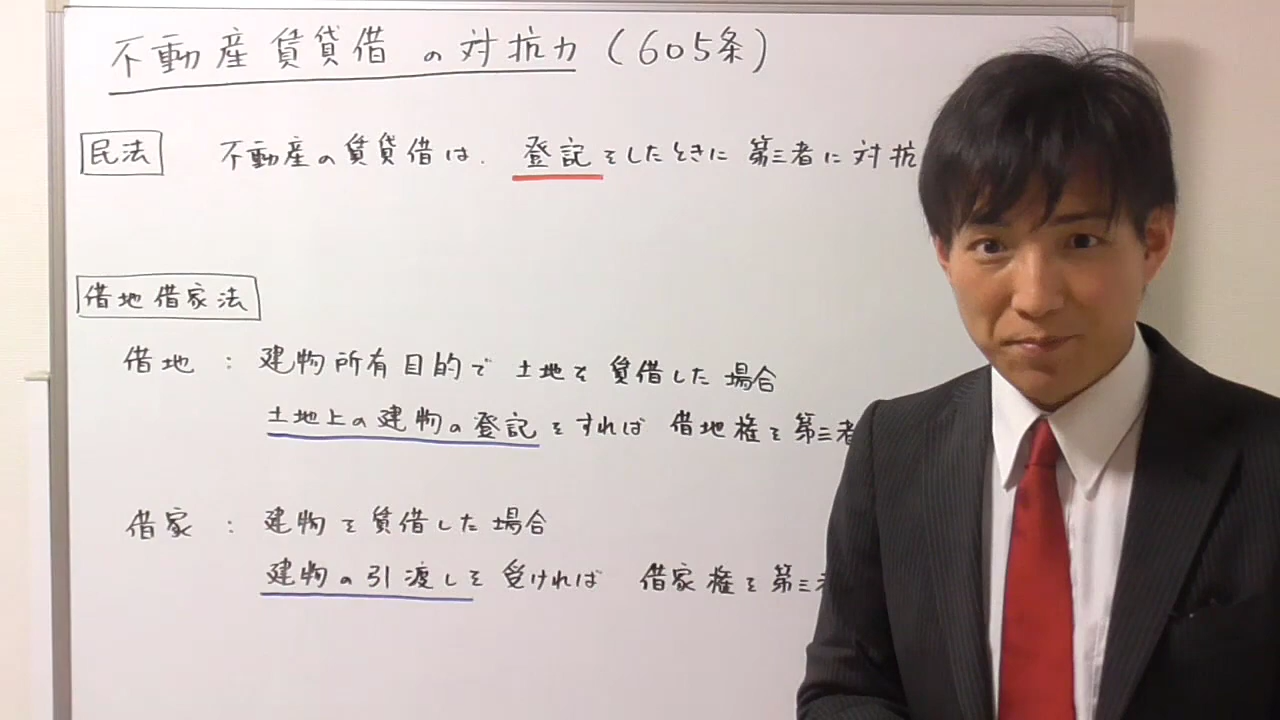 不動産賃貸借の対抗力(605条)
民法 不動産の賃貸借は、登記をしたときに第三者に対抗
借地借家法
借地:建物所有目的で土地を賃借した場合
土地上の建物の登記をすれば 借地権を第三者
借家:建物を賃借した場合
建物の引渡しを受ければ 借家権を第三者